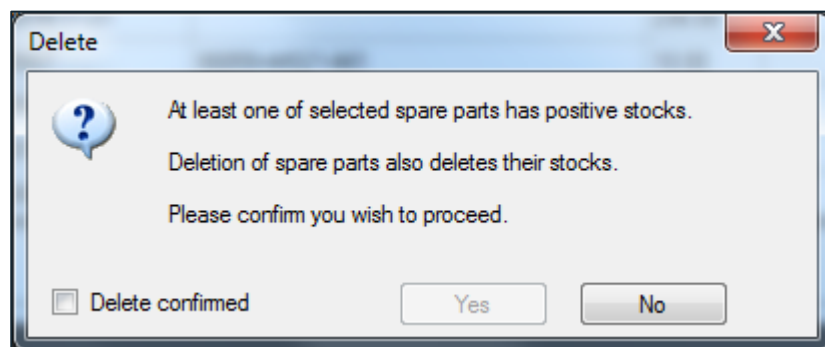 Delete
At least one of selected spare parts has positive stocks.
Deletion of spare parts also deletes their stocks.
Please confirm you wish to proceed.
Delete confirmed Yes No